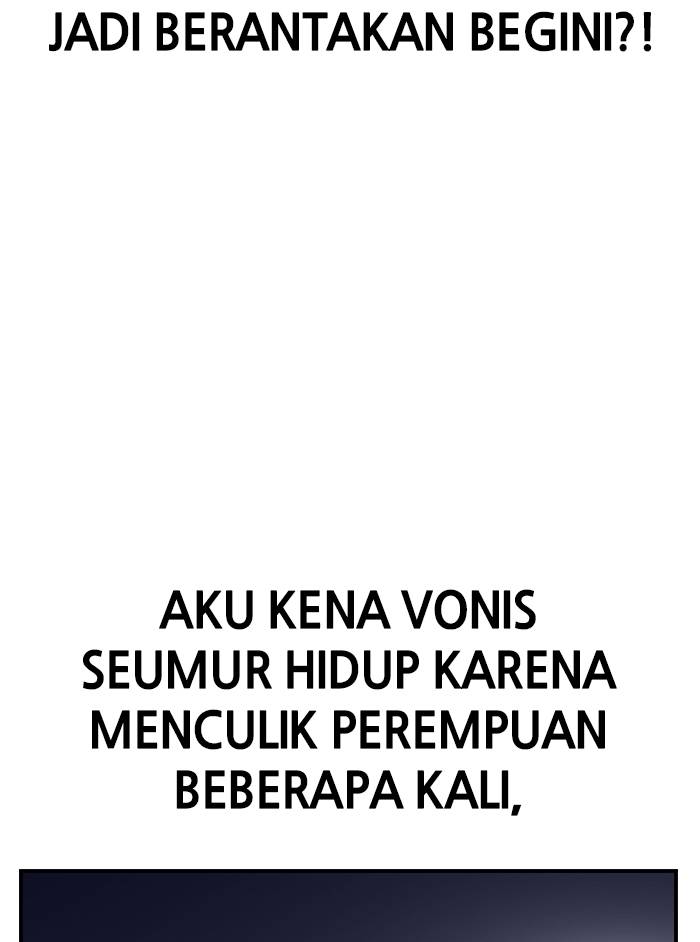 JADI BERANTAKAN BEGINI?!
AKU KENA VONIS
SEUMUR HIDUP KARENA
MENCULIK PEREMPUAN
BEBERAPA KALI,